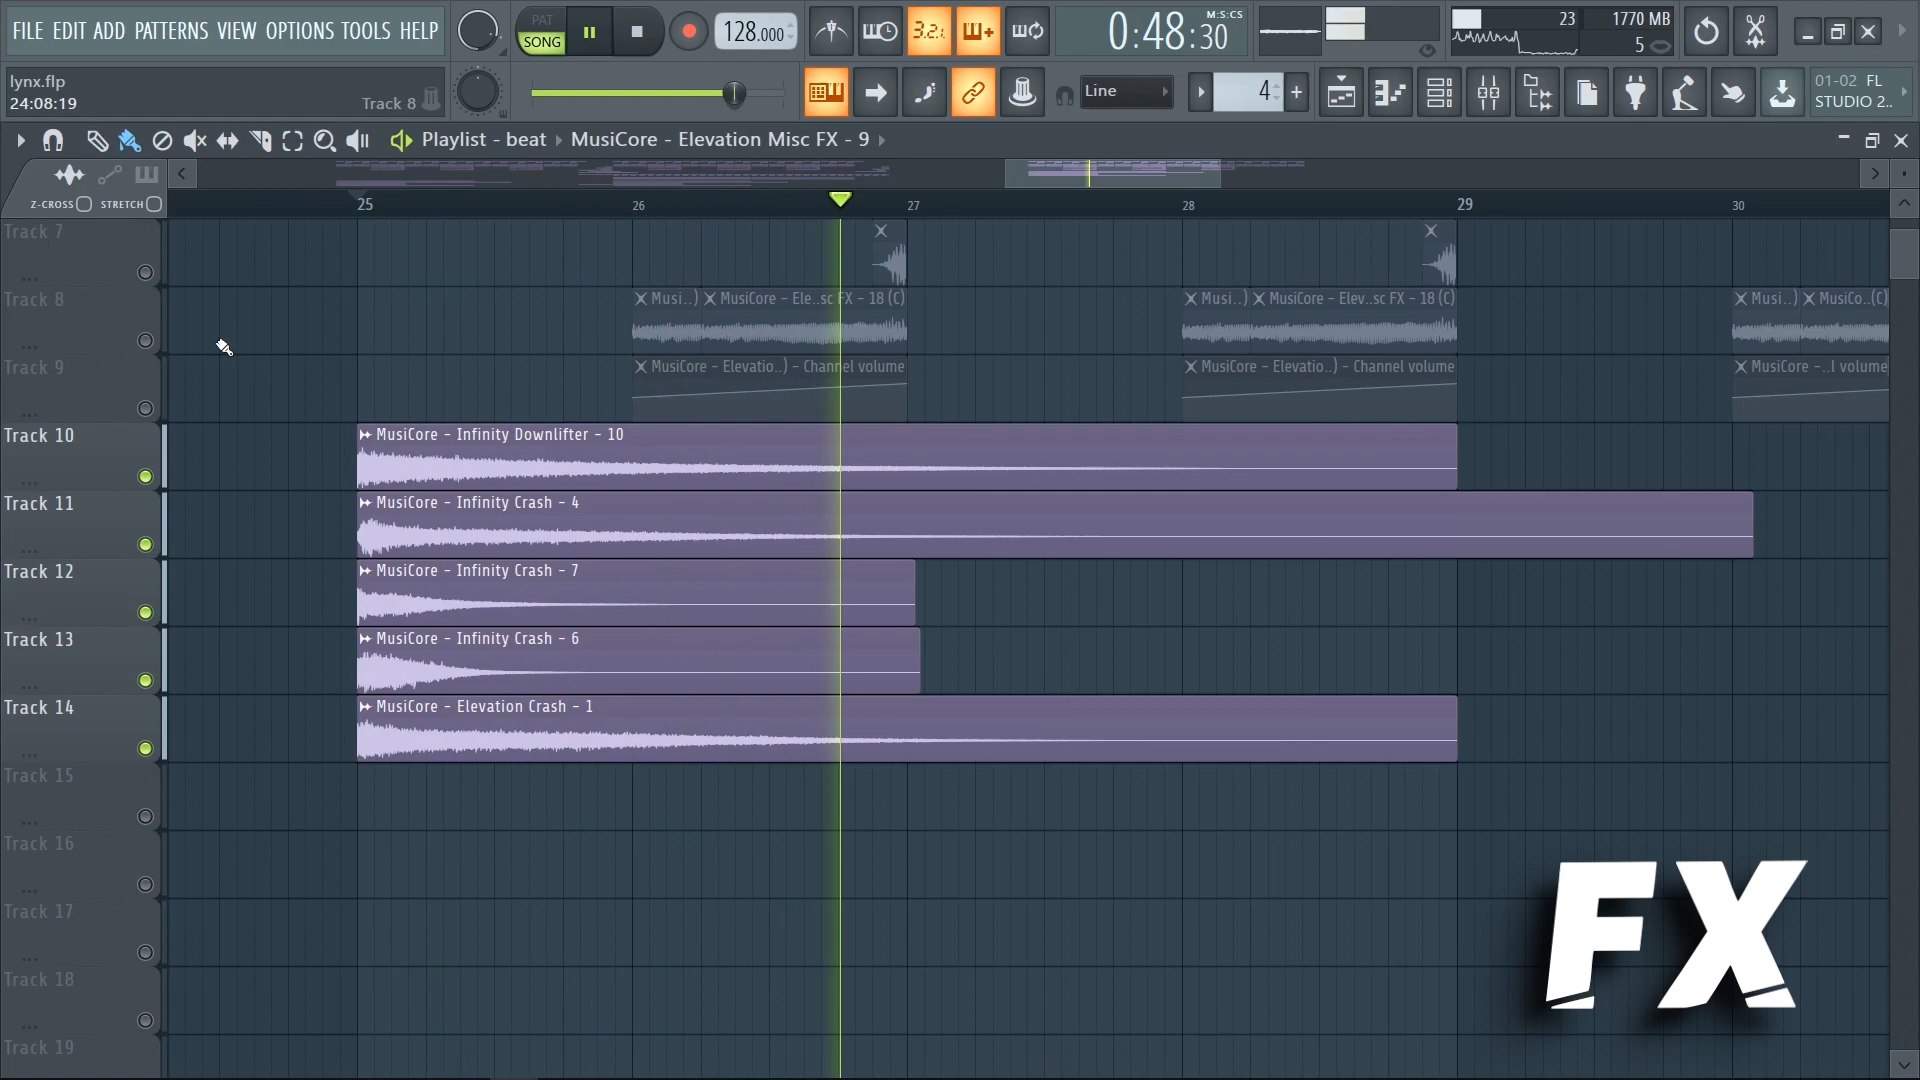 FILE EDIT ADD PATTERNS VIEW OPTIONS TOOLS HELP
PAT
SONG
128.000
3.2.1
M:S:CS
0:48:30
23
1770 MB
5
lynx.flp
24:08:19
Track 8
Line
4
01-02 FL
STUDIO 2..
Playlist - beat
MusiCore - Elevation Misc FX - 9
Z-CROSS
STRETCH
25
26
27
28
29
30
Track 7
Track 8
Musi..)
MusiCore - Ele..sc FX - 18 (C)
Musi..)
MusiCore - Elev..sc FX - 18 (C)
Musi..)
MusiCo..(C)
Track 9
MusiCore - Elevatio..) - Channel volume
MusiCore - Elevatio..) - Channel volume
MusiCore -..l volume
Track 10
MusiCore - Infinity Downlifter - 10
Track 11
MusiCore - Infinity Crash - 4
Track 12
MusiCore - Infinity Crash - 7
Track 13
MusiCore - Infinity Crash - 6
Track 14
MusiCore - Elevation Crash - 1
Track 15
Track 16
Track 17
Track 18
Track 19
FX